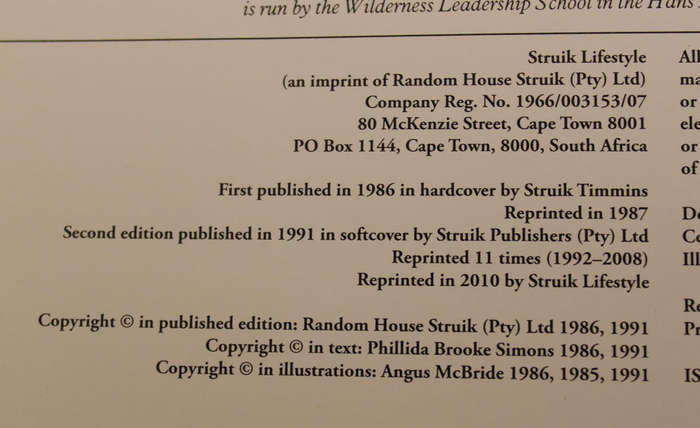 is run by the Wilderness Leadership School in the Hans
Struik Lifestyle
(an imprint of Random House Struik (Pty) Ltd)
Company Reg. No. 1966/003153/07
80 McKenzie Street, Cape Town 8001
PO Box 1144, Cape Town, 8000, South Africa
First published in 1986 in hardcover by Struik Timmins
Reprinted in 1987
Second edition published in 1991 in softcover by Struik Publishers (Pty) Ltd
Reprinted 11 times (1992–2008)
Reprinted in 2010 by Struik Lifestyle
Copyright © in published edition: Random House Struik (Pty) Ltd 1986, 1991
Copyright © in text: Phillida Brooke Simons 1986, 1991
Copyright © in illustrations: Angus McBride 1986, 1985, 1991
or
or
of